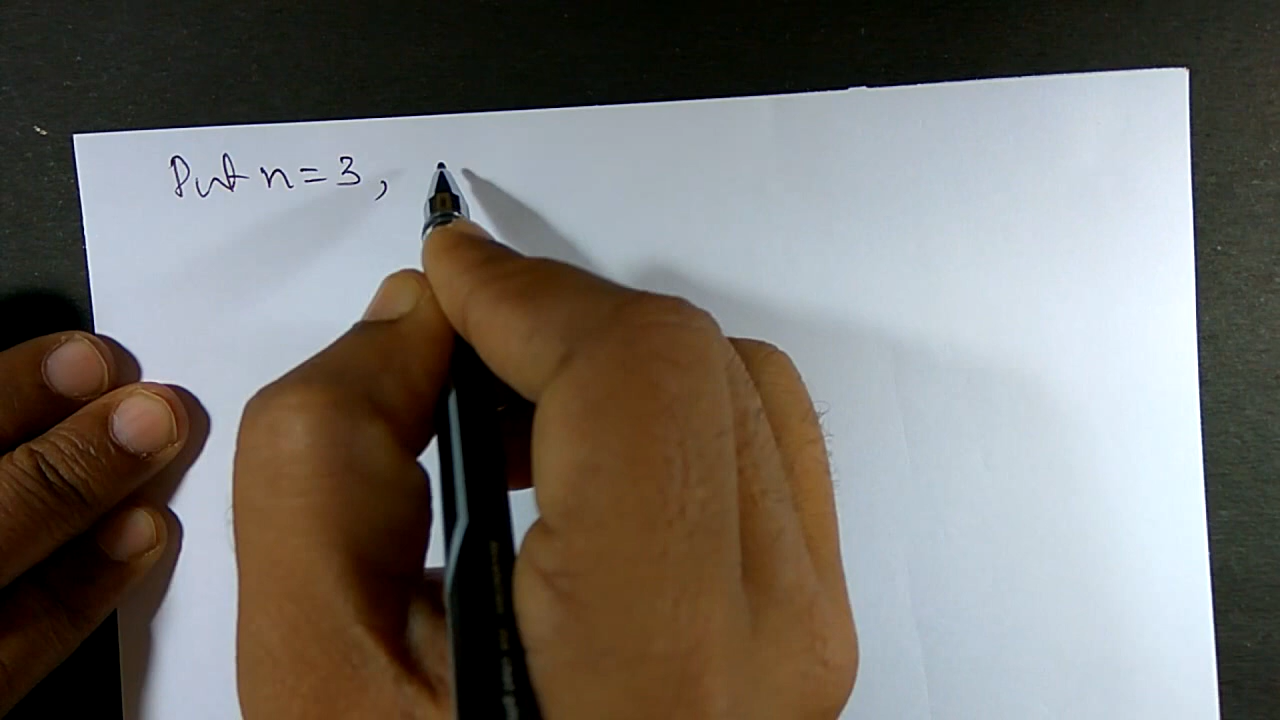 Put n = 3,